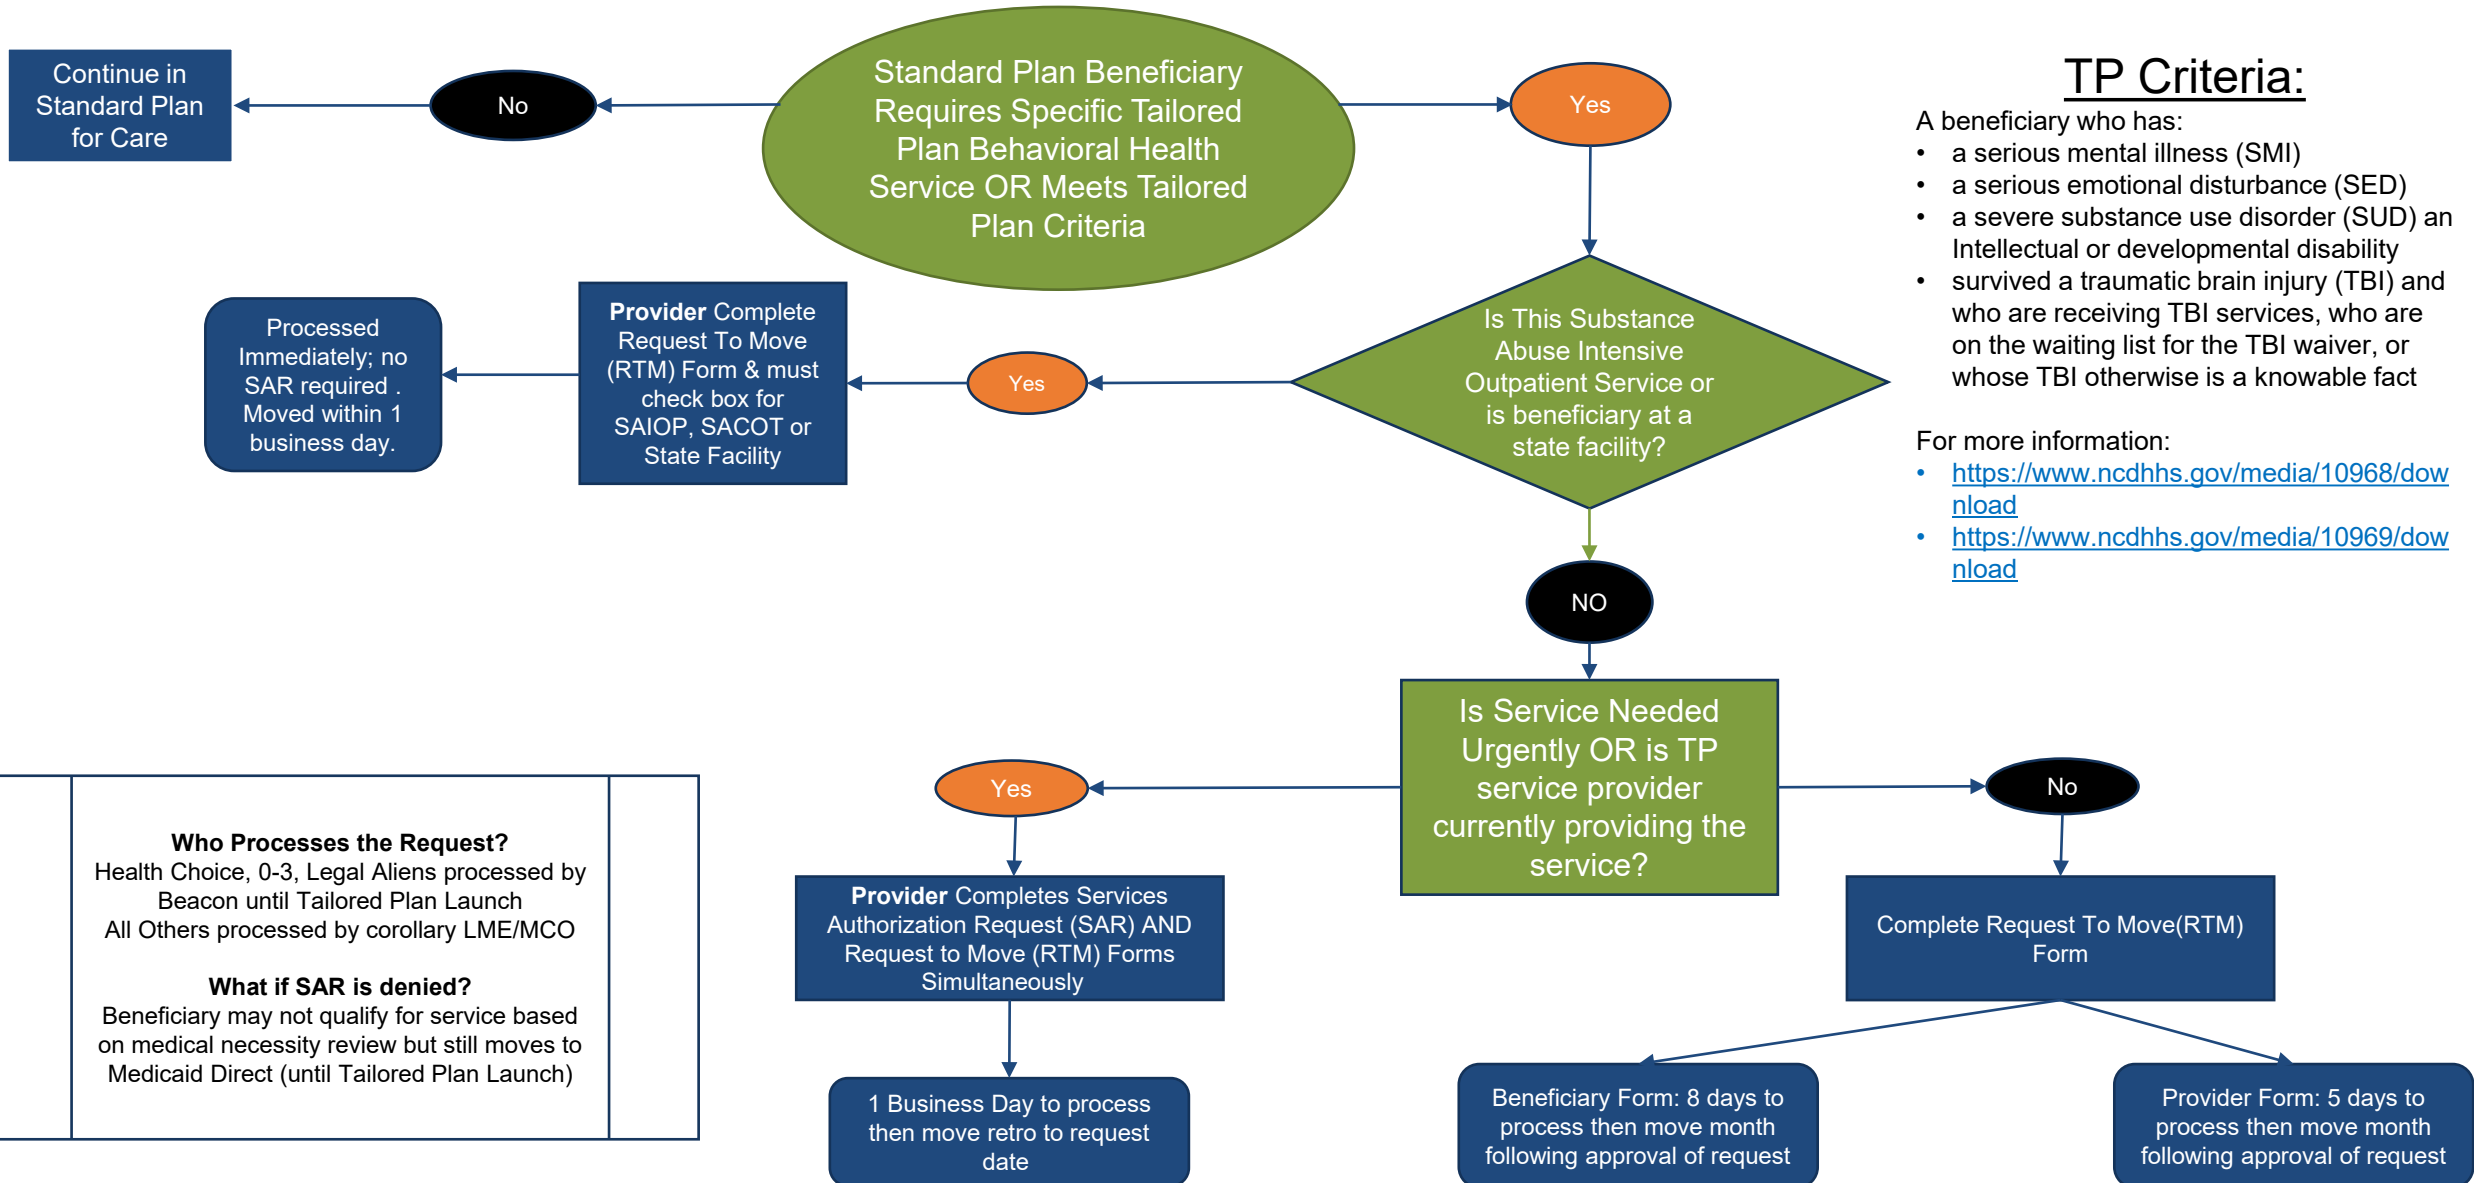 Continue in
Standard Plan
for Care
No
Standard Plan Beneficiary
Requires Specific Tailored
Plan Behavioral Health
Service OR Meets Tailored
Plan Criteria
Yes
TP Criteria:
A beneficiary who has:
• a serious mental illness (SMI)
• a serious emotional disturbance (SED)
• a severe substance use disorder (SUD) an
Intellectual or developmental disability
• survived a traumatic brain injury (TBI) and
who are receiving TBI services, who are
on the waiting list for the TBI waiver, or
whose TBI otherwise is a knowable fact
For more information:
• https://www.ncdhhs.gov/media/10968/dow
nload
• https://www.ncdhhs.gov/media/10969/dow
nload
Processed
Immediately; no
SAR required .
Moved within 1
business day.
Provider Complete
Request To Move
(RTM) Form & must
check box for
SAIOP, SACOT or
State Facility
Yes
Is This Substance
Abuse Intensive
Outpatient Service or
is beneficiary at a
state facility?
NO
Is Service Needed
Urgently OR is TP
service provider
currently providing the
service?
Yes
No
Who Processes the Request?
Health Choice, 0-3, Legal Aliens processed by
Beacon until Tailored Plan Launch
All Others processed by corollary LME/MCO
What if SAR is denied?
Beneficiary may not qualify for service based
on medical necessity review but still moves to
Medicaid Direct (until Tailored Plan Launch)
Provider Completes Services
Authorization Request (SAR) AND
Request to Move (RTM) Forms
Simultaneously
Complete Request To Move(RTM)
Form
1 Business Day to process
then move retro to request
date
Beneficiary Form: 8 days to
process then move month
following approval of request
Provider Form: 5 days to
process then move month
following approval of request